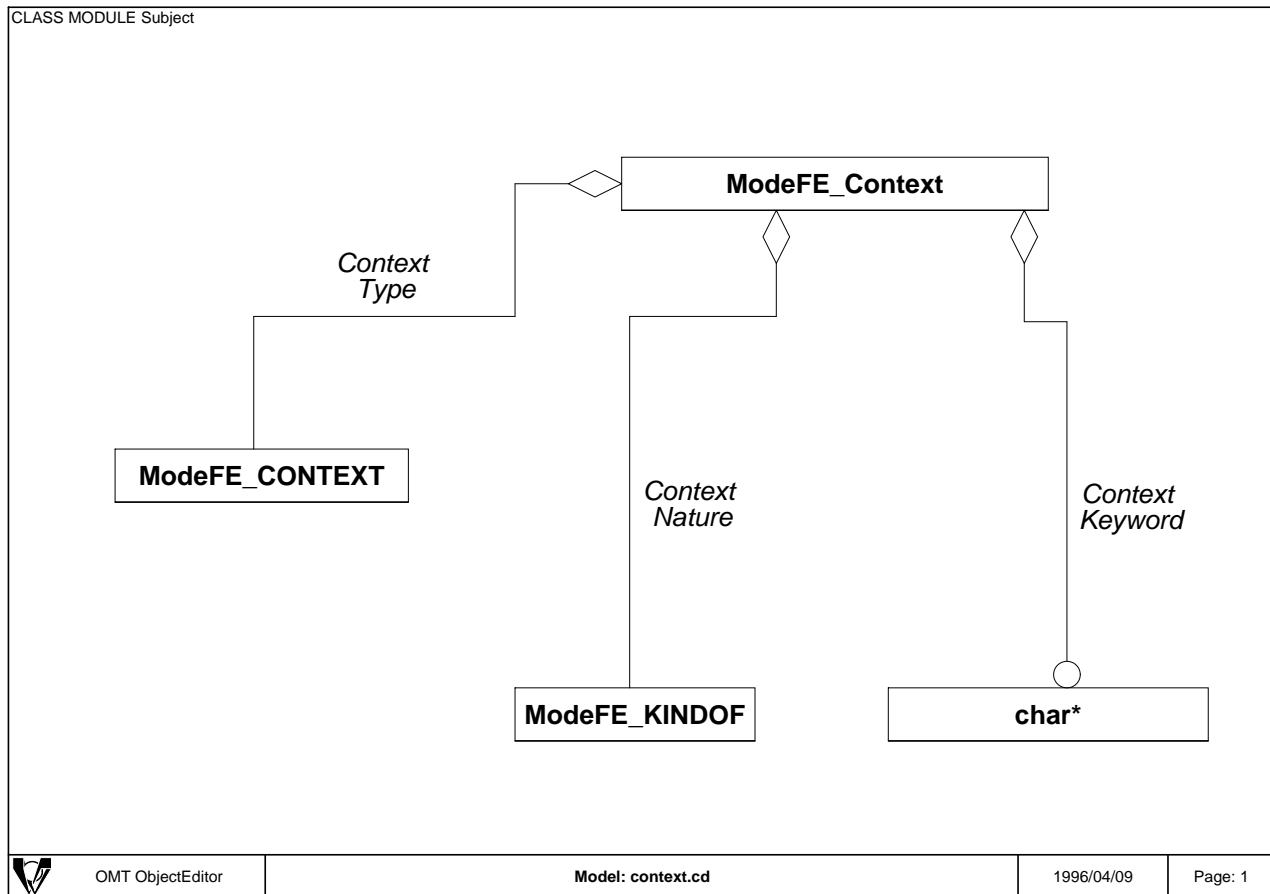 CLASS MODULE Subject
ModeFE_Context
Context
Type
ModeFE_CONTEXT
Context
Nature
Context
Keyword
ModeFE_KINDOF
char*
OMT ObjectEditor
Model: context.cd
1996/04/09
Page: 1